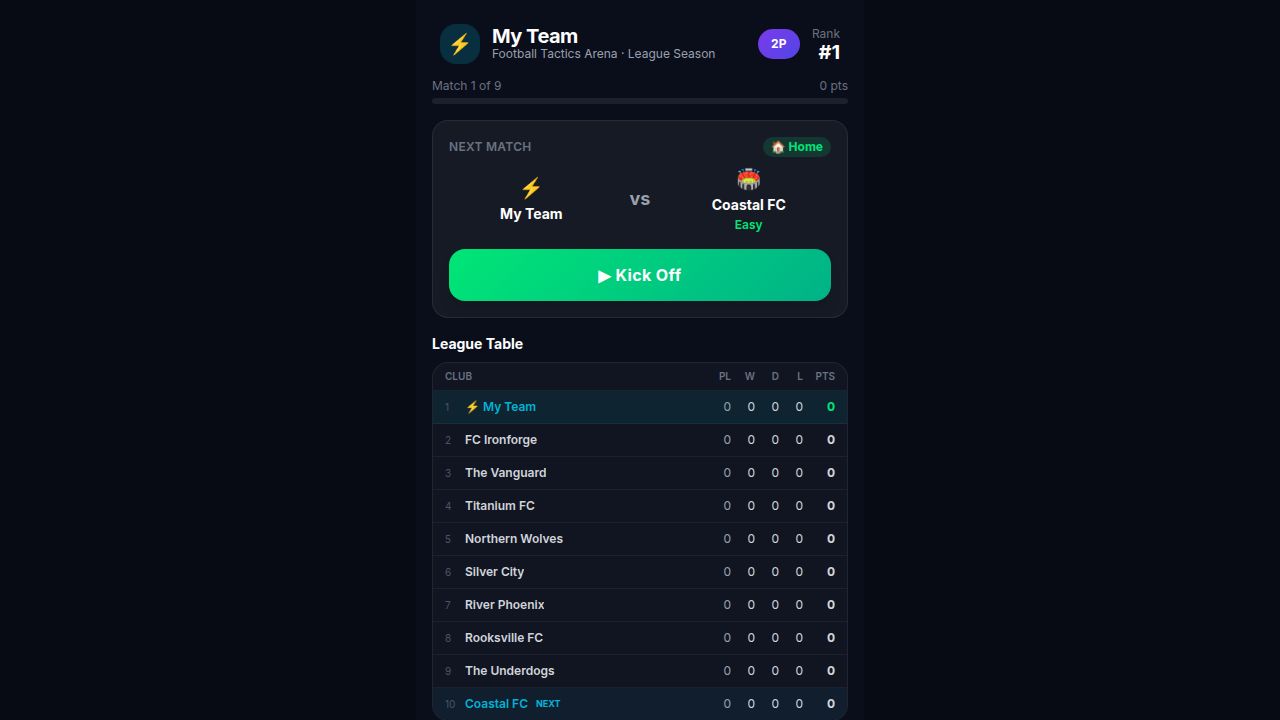 ⚡ My Team
Football Tactics Arena · League Season
2P
Rank
#1
Match 1 of 9
0 pts
NEXT MATCH
🏠 Home
⚡
My Team
vs
Coastal FC
Easy
▶ Kick Off
League Table
CLUB PL W D L PTS
1 ⚡ My Team 0 0 0 0 0
2 FC Ironforge 0 0 0 0 0
3 The Vanguard 0 0 0 0 0
4 Titanium FC 0 0 0 0 0
5 Northern Wolves 0 0 0 0 0
6 Silver City 0 0 0 0 0
7 River Phoenix 0 0 0 0 0
8 Rooksville FC 0 0 0 0 0
9 The Underdogs 0 0 0 0 0
10 Coastal FC NEXT 0 0 0 0 0